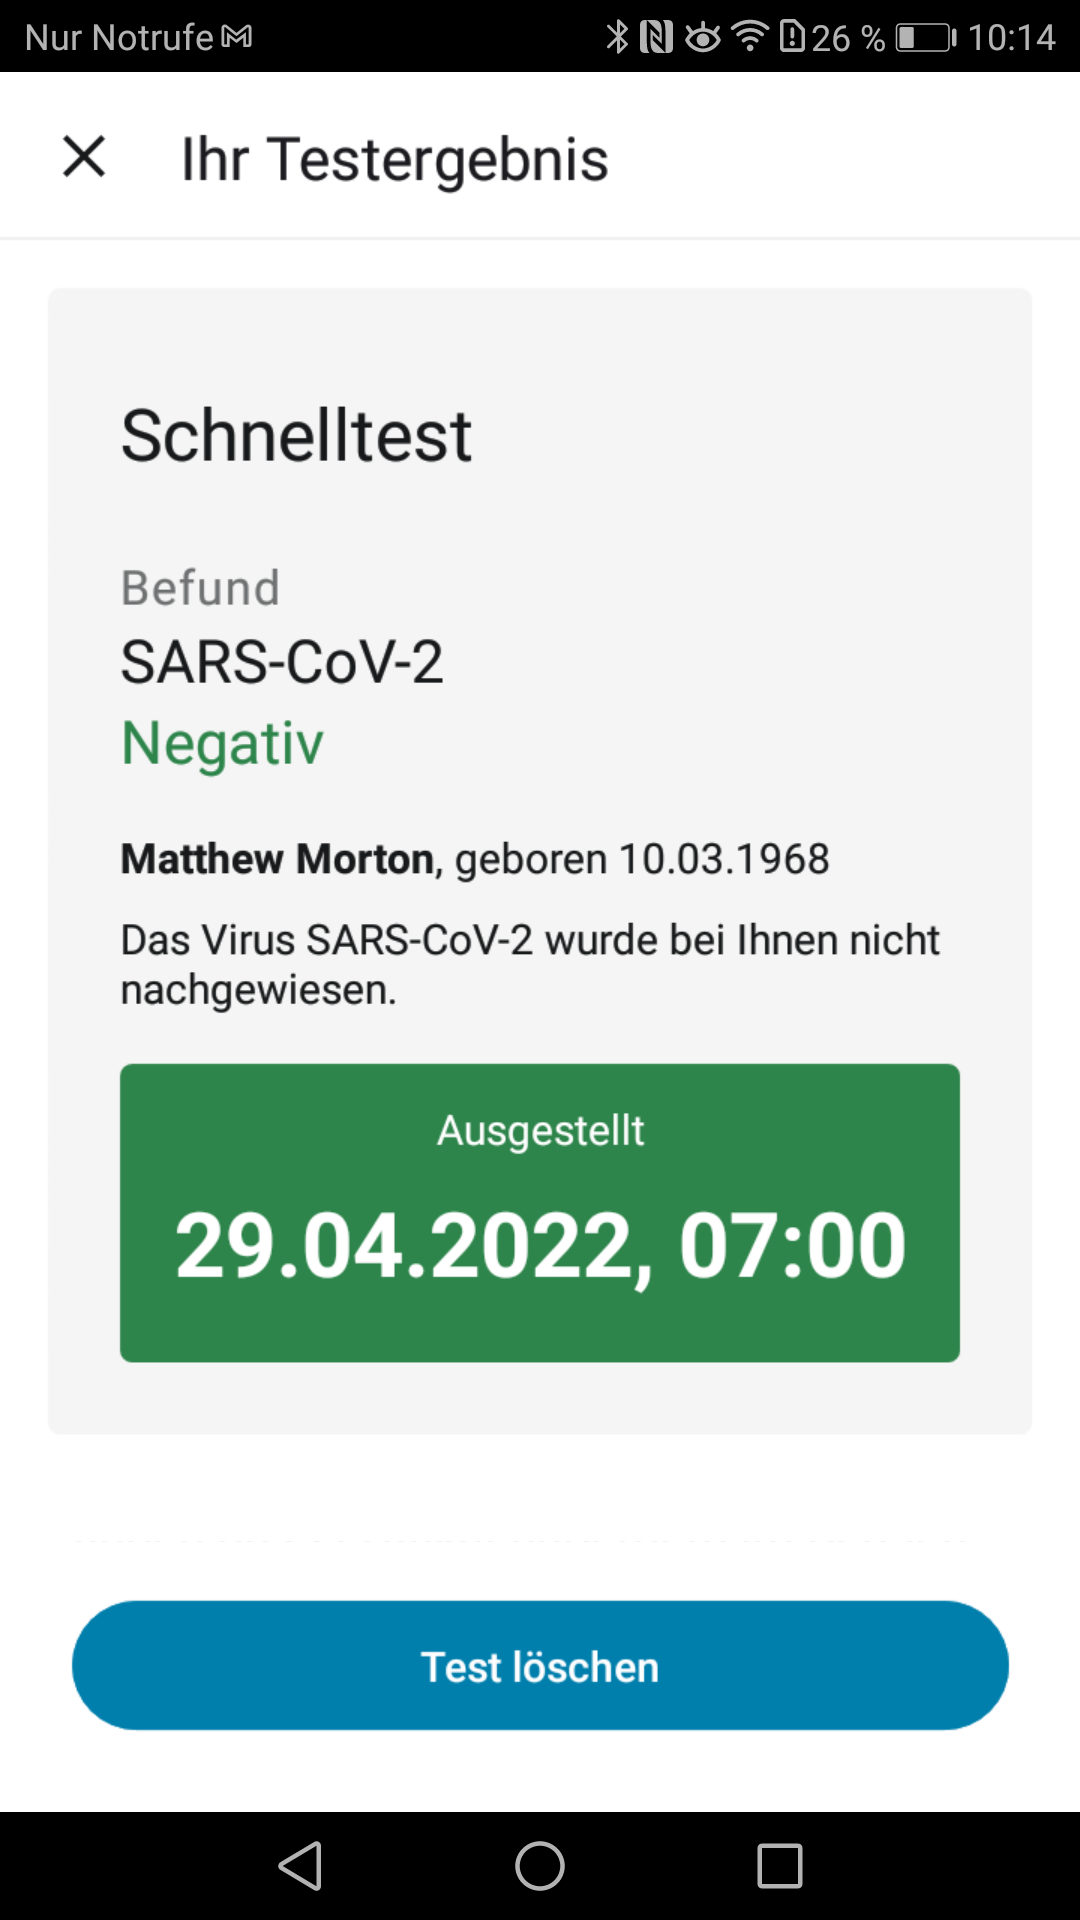 Nur Notrufe
26 %
10:14
Ihr Testergebnis
Schnelltest
Befund
SARS-CoV-2
Negativ
Matthew Morton, geboren 10.03.1968
Das Virus SARS-CoV-2 wurde bei Ihnen nicht
nachgewiesen.
Ausgestellt
29.04.2022, 07:00
Test löschen